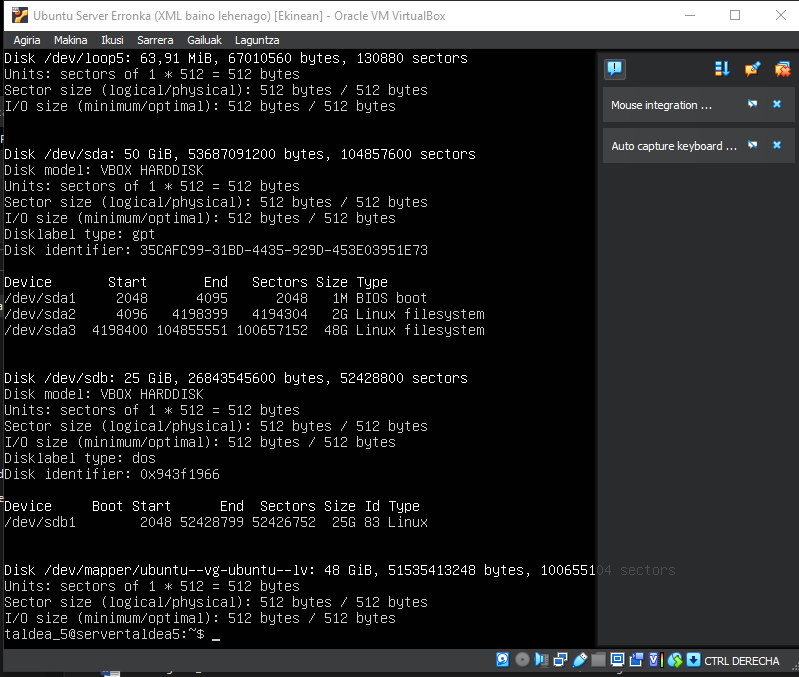 Ubuntu Server Erronka (XML baino lehenago) [Ekinean] - Oracle VM VirtualBox
Agiria Makina Ikusi Sarrera Gailuak Laguntza
Disk /dev/loop5: 63,91 MiB, 67010560 bytes, 130880 sectors
Units: sectors of 1 * 512 = 512 bytes
Sector size (logical/physical): 512 bytes / 512 bytes
I/O size (minimum/optimal): 512 bytes / 512 bytes
Disk /dev/sda: 50 GiB, 53687091200 bytes, 104857600 sectors
Disk model: VBOX HARDDISK
Units: sectors of 1 * 512 = 512 bytes
Sector size (logical/physical): 512 bytes / 512 bytes
I/O size (minimum/optimal): 512 bytes / 512 bytes
Disklabel type: gpt
Disk identifier: 35CAFC99-31BD-4435-929D-453E03951E73
Device Start End Sectors Size Type
/dev/sda1 2048 4095 2048 1M BIOS boot
/dev/sda2 4096 4198399 4194304 2G Linux filesystem
/dev/sda3 4198400 104855551 100657152 48G Linux filesystem
Disk /dev/sdb: 25 GiB, 26843545600 bytes, 52428800 sectors
Disk model: VBOX HARDDISK
Units: sectors of 1 * 512 = 512 bytes
Sector size (logical/physical): 512 bytes / 512 bytes
I/O size (minimum/optimal): 512 bytes / 512 bytes
Disklabel type: dos
Disk identifier: 0x943f1966
Device Boot Start End Sectors Size Id Type
/dev/sdb1 2048 52428799 52426752 25G 83 Linux
Disk /dev/mapper/ubuntu--vg-ubuntu--lv: 48 GiB, 51535413248 bytes, 100655104 sectors
Units: sectors of 1 * 512 = 512 bytes
Sector size (logical/physical): 512 bytes / 512 bytes
I/O size (minimum/optimal): 512 bytes / 512 bytes
taldea_5@servertaldea5:~$ _
Mouse integration ...
Auto capture keyboard ...
CTRL DERECHA